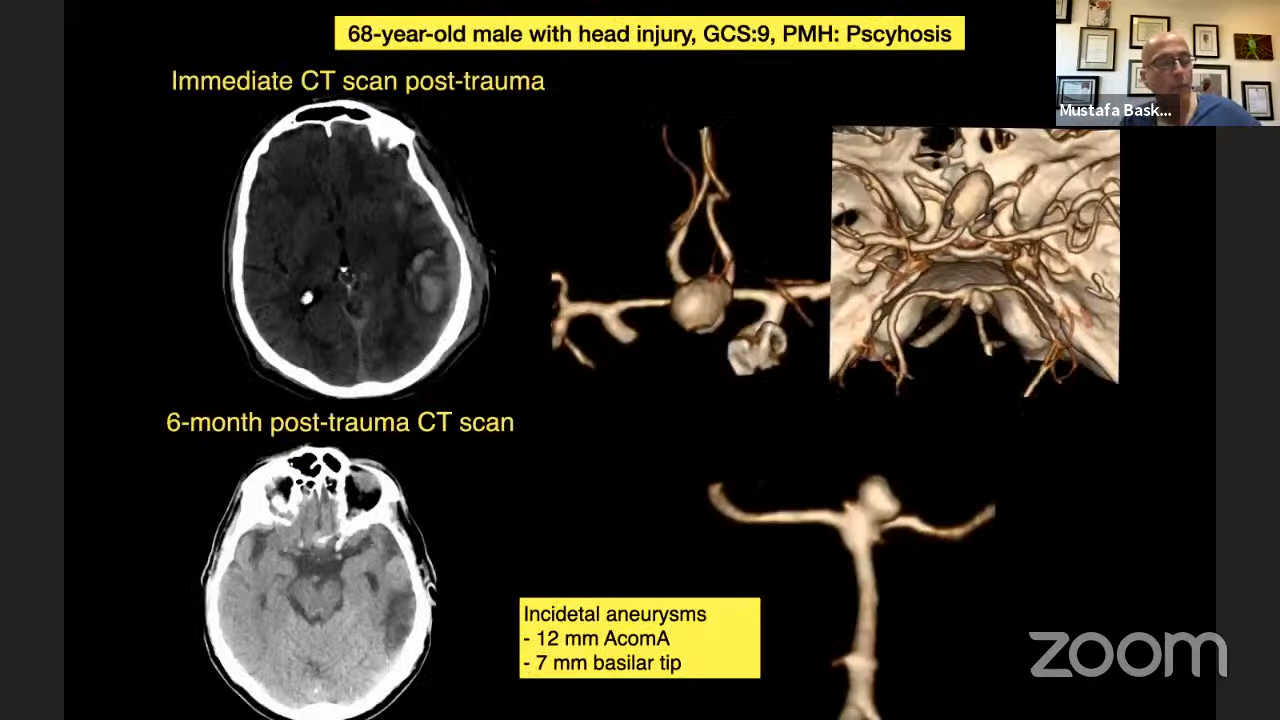 68-year-old male with head injury, GCS:9, PMH: Pscyhosis
Mustafa Bask...
Immediate CT scan post-trauma
6-month post-trauma CT scan
Incidetal aneurysms
- 12 mm AcomA
- 7 mm basilar tip
zoom